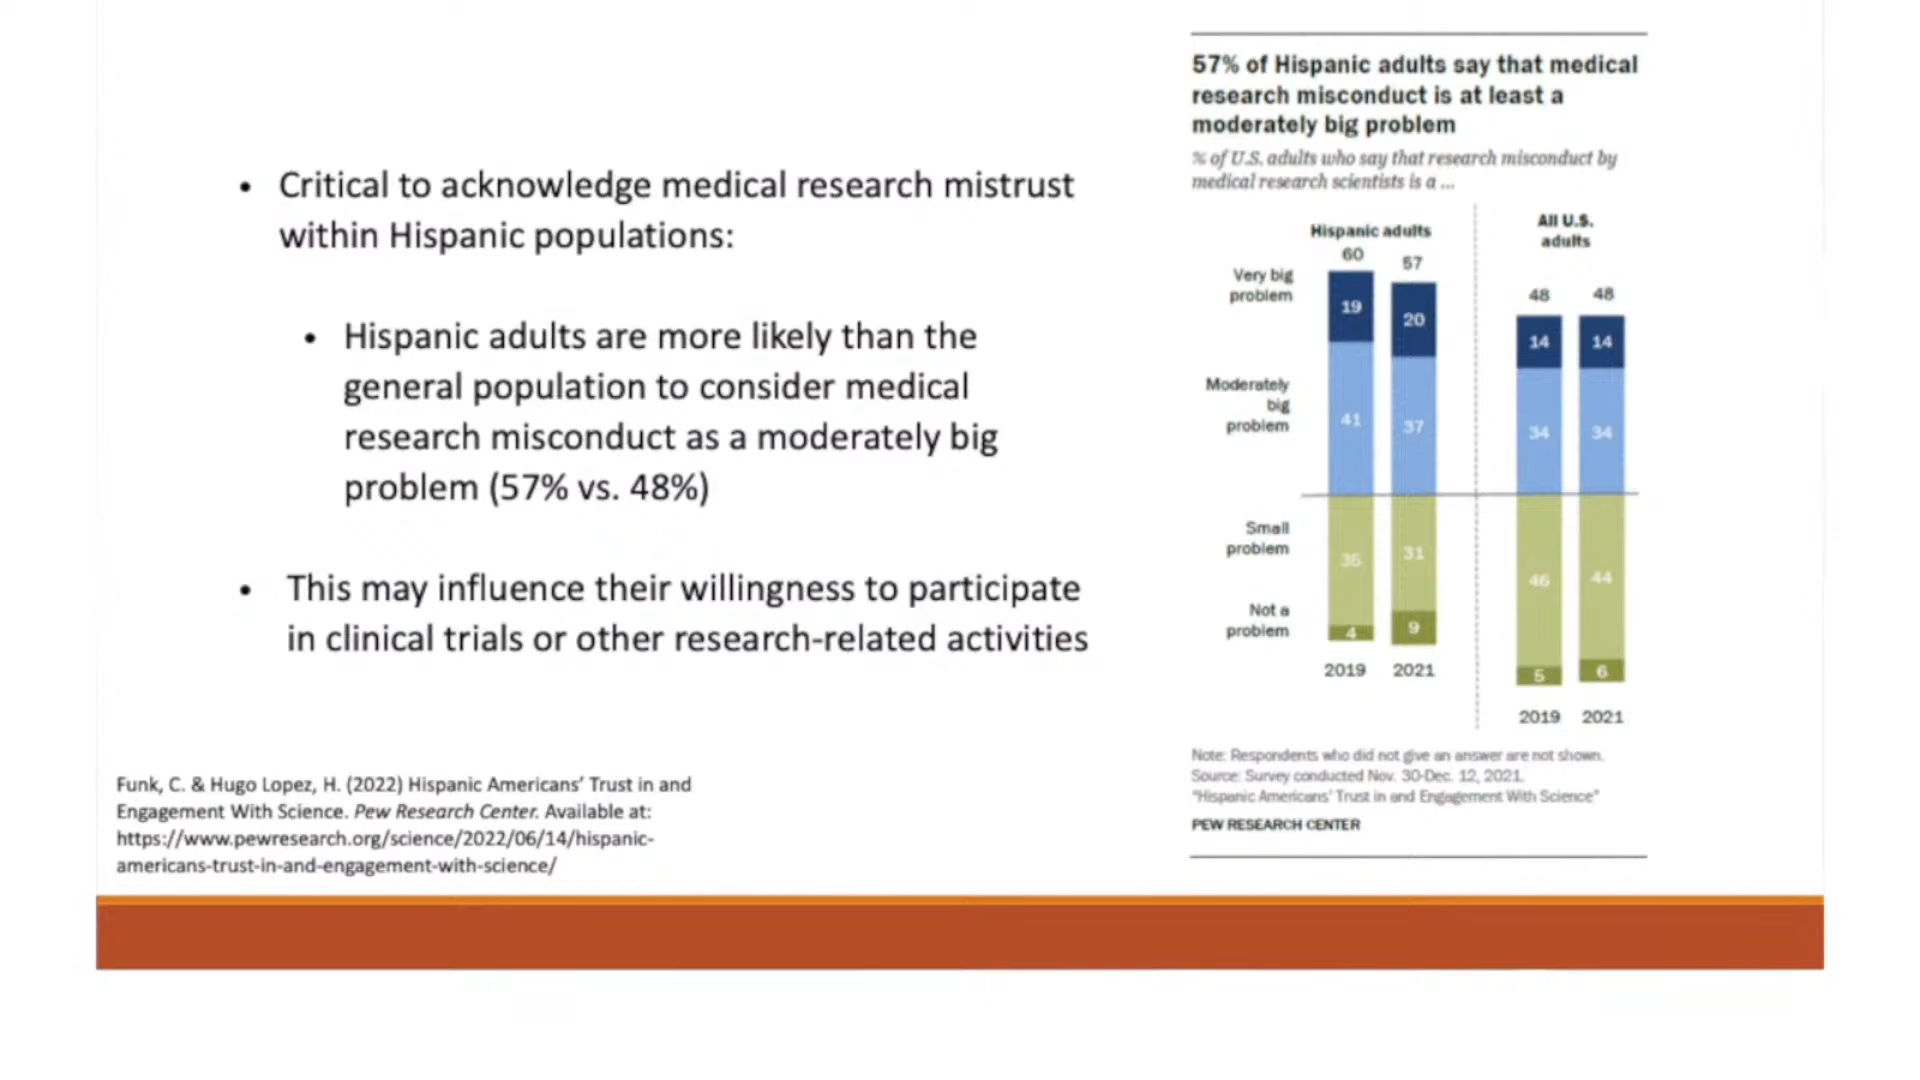 • Critical to acknowledge medical research mistrust
within Hispanic populations:
• Hispanic adults are more likely than the
general population to consider medical
research misconduct as a moderately big
problem (57% vs. 48%)
• This may influence their willingness to participate
in clinical trials or other research-related activities
Funk, C. & Hugo Lopez, H. (2022) Hispanic Americans’ Trust in and
Engagement With Science. Pew Research Center. Available at:
https://www.pewresearch.org/science/2022/06/14/hispanic-
americans-trust-in-and-engagement-with-science/
57% of Hispanic adults say that medical
research misconduct is at least a
moderately big problem
% of U.S. adults who say that research misconduct by
medical research scientists is a ...
Hispanic adults
All U.S.
adults
60 57 48 48
Very big
problem
19 20 14 14
Moderately
big
problem
41 37 34 34
Small
problem
35 31 46 44
Not a
problem
4 9 5 6
2019 2021 2019 2021
Note: Respondents who did not give an answer are not shown.
Source: Survey conducted Nov. 30-Dec. 12, 2021.
“Hispanic Americans’ Trust in and Engagement With Science”
PEW RESEARCH CENTER